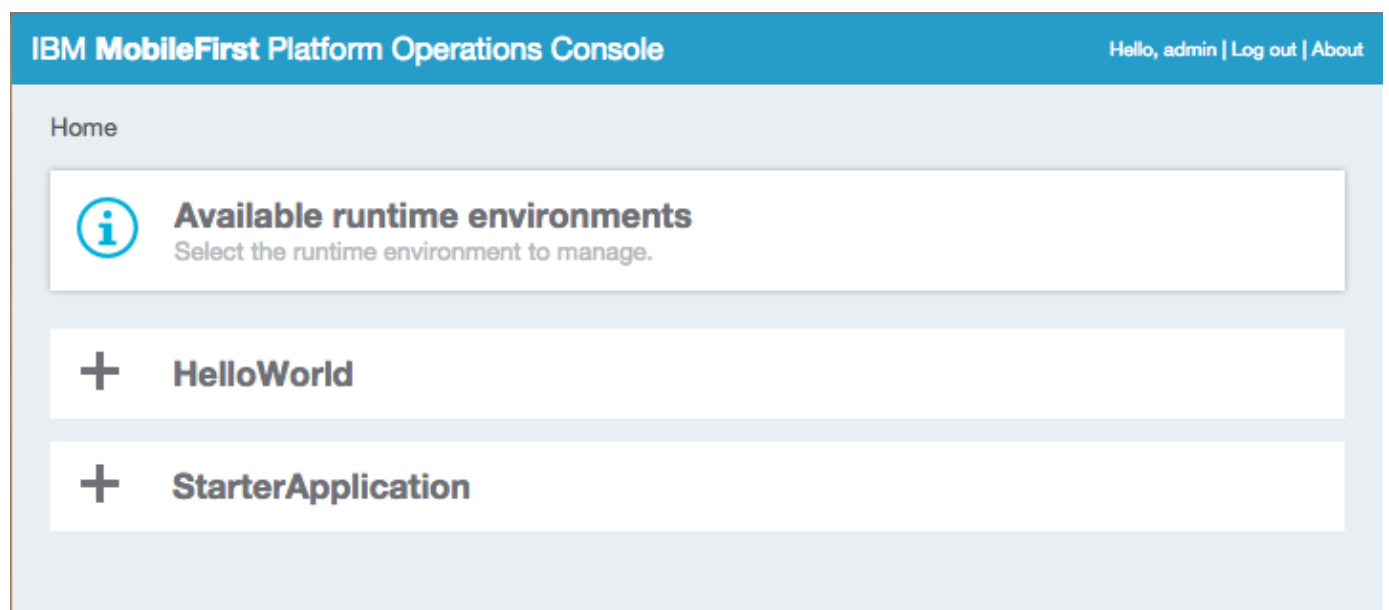 IBM MobileFirst Platform Operations Console
Hello, admin | Log out | About
Home
Available runtime environments
Select the runtime environment to manage.
HelloWorld
StarterApplication